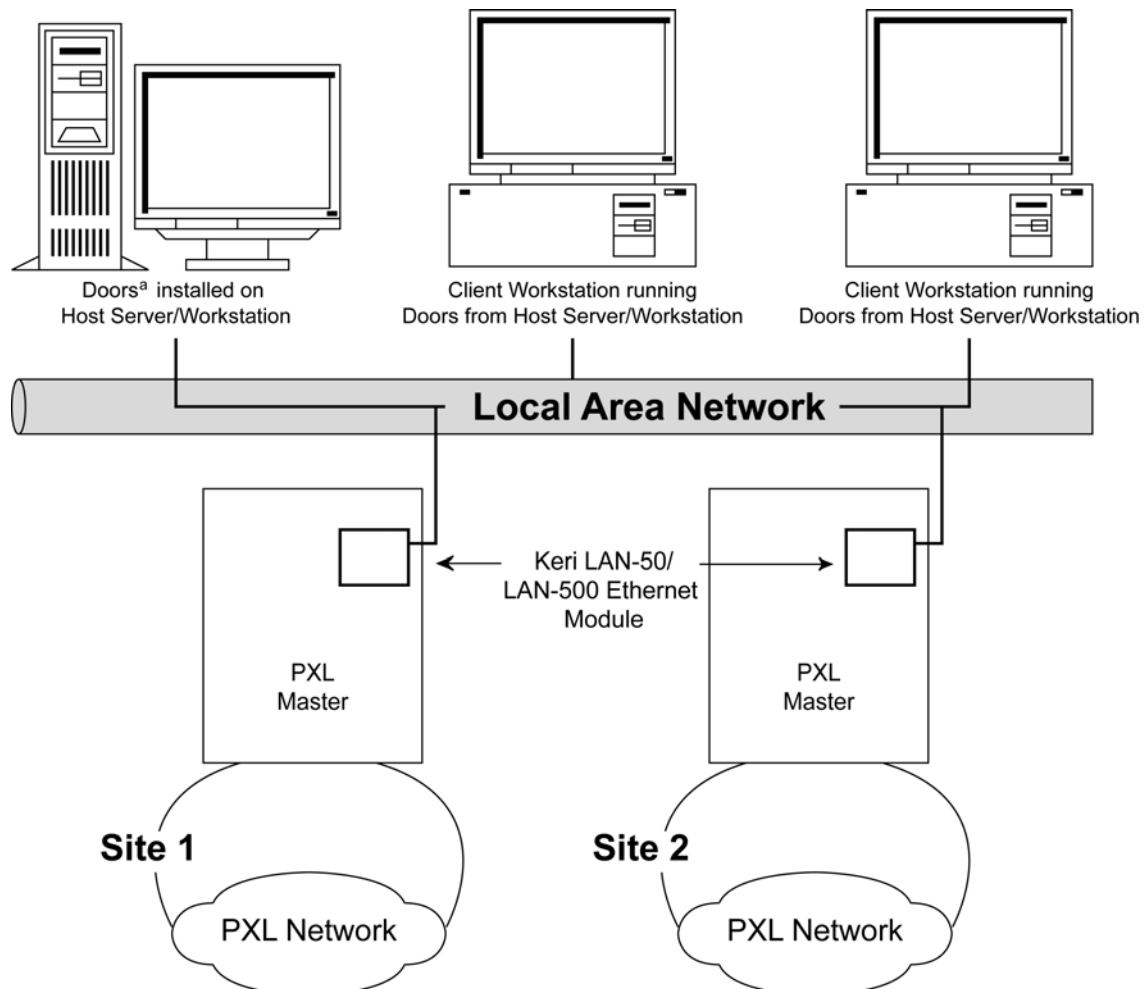 Doorsª installed on
Host Server/Workstation
Client Workstation running
Doors from Host Server/Workstation
Client Workstation running
Doors from Host Server/Workstation
Local Area Network
Keri LAN-50/
LAN-500 Ethernet
Module
PXL
Master
PXL
Master
Site 1
Site 2
PXL Network
PXL Network